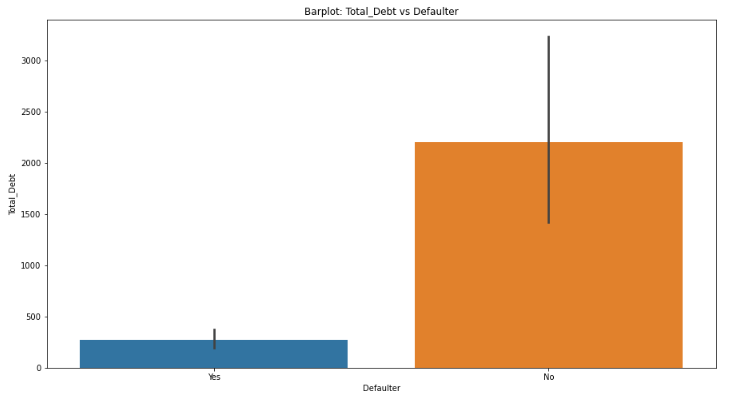 Barplot: Total_Debt vs Defaulter
3000
2500
2000
1500
1000
500
0
Total_Debt
Yes
No
Defaulter